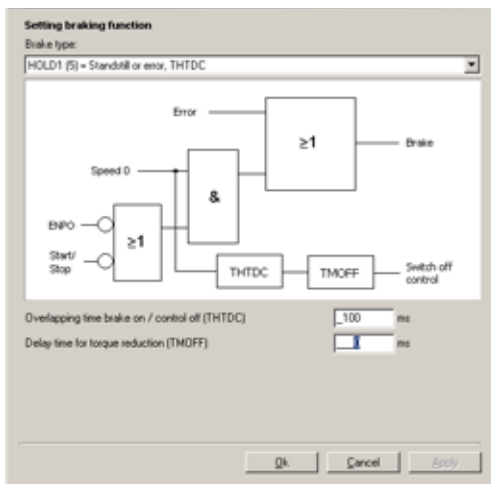 Setting braking function
Brake type:
HOLD1 (5) = Standstill or error, THTDC
Error
≥1
Brake
Speed 0
&
ENPO
≥1
Start/
Stop
THTDC
TMOFF
Switch off
control
Overlapping time brake on / control off (THTDC)
_100 ms
Delay time for torque reduction (TMOFF)
ms
Ok Cancel Apply